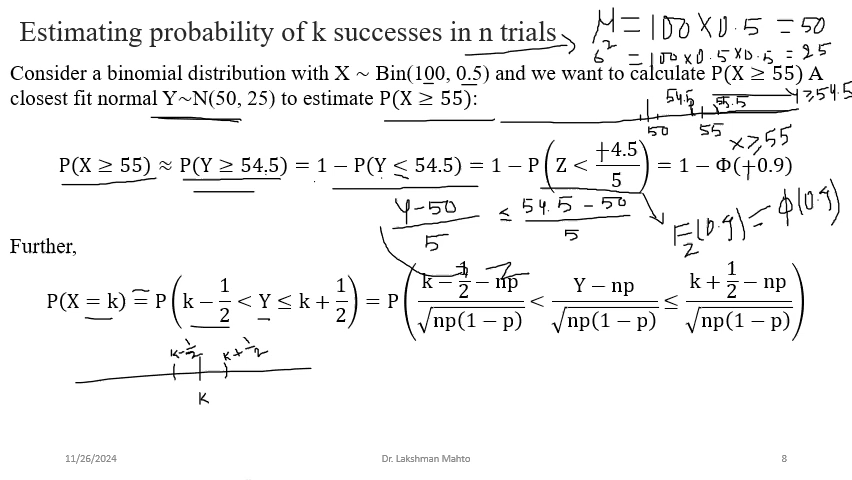 Estimating probability of k successes in n trials
μ = 100 × 0.5 = 50
σ² = 100 × 0.5 × 0.5 = 25
Consider a binomial distribution with X ~ Bin(100, 0.5) and we want to calculate P(X ≥ 55) A
closest fit normal Y~N(50, 25) to estimate P(X ≥ 55):
54.5 55.5 Y ≥ 54.5
50 55 X ≥ 55
P(X ≥ 55) ≈ P(Y ≥ 54.5) = 1 − P(Y ≤ 54.5) = 1 − P(Z < +4.5/5) = 1 − Φ(+0.9)
Y − 50 / 5 ≤ 54.5 − 50 / 5
F_Z(0.9) = Φ(0.9)
Further,
Z
P(X = k) = P(k − 1/2 < Y ≤ k + 1/2) = P((k − 1/2 − np)/√(np(1 − p)) < (Y − np)/√(np(1 − p)) ≤ (k + 1/2 − np)/√(np(1 − p)))
k − 1/2 k + 1/2
k
11/26/2024 Dr. Lakshman Mahto 8